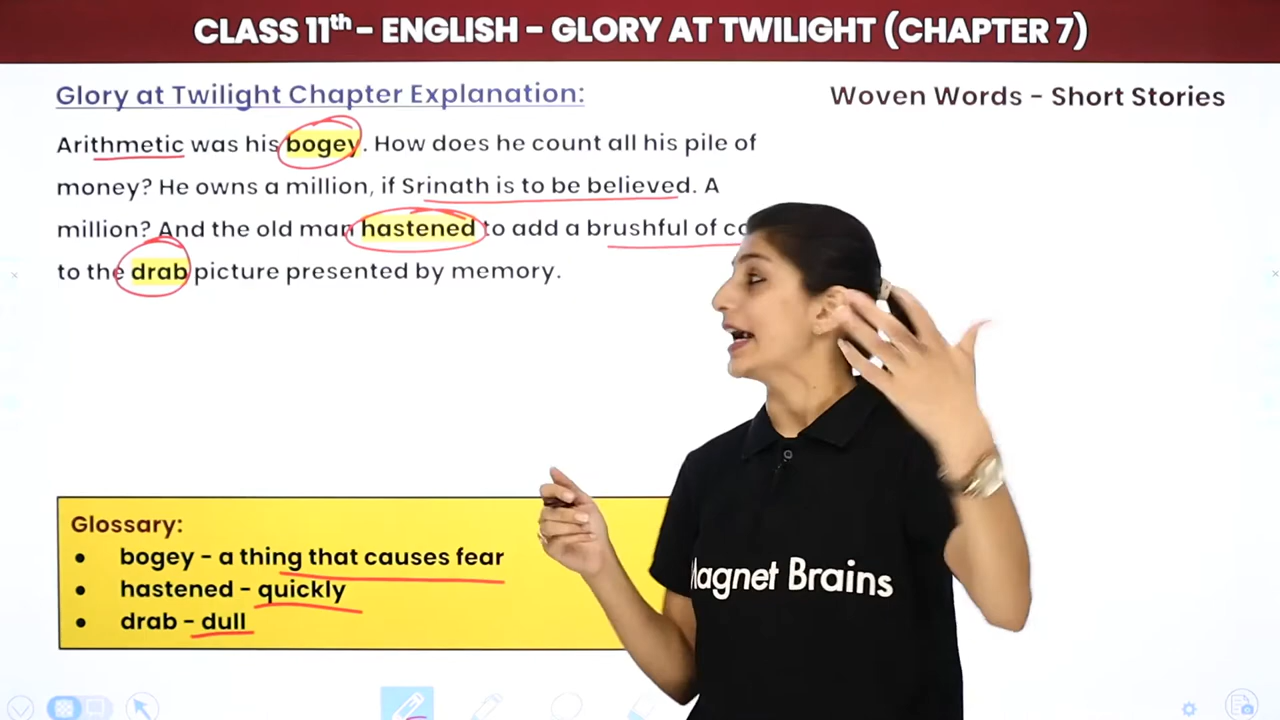 CLASS 11th - ENGLISH - GLORY AT TWILIGHT (CHAPTER 7)
Glory at Twilight Chapter Explanation:
Woven Words - Short Stories
Arithmetic was his bogey. How does he count all his pile of
money? He owns a million, if Srinath is to be believed. A
million? And the old man hastened to add a brushful of
to the drab picture presented by memory.
Glossary:
• bogey - a thing that causes fear
• hastened - quickly
• drab - dull
Magnet Brains